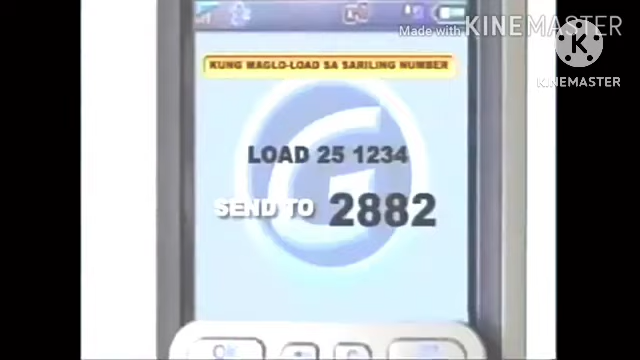 Made with KINEMASTER
KINEMASTER
KUNG MAGLO-LOAD SA SARILING NUMBER
LOAD 25 1234
SEND TO 2882